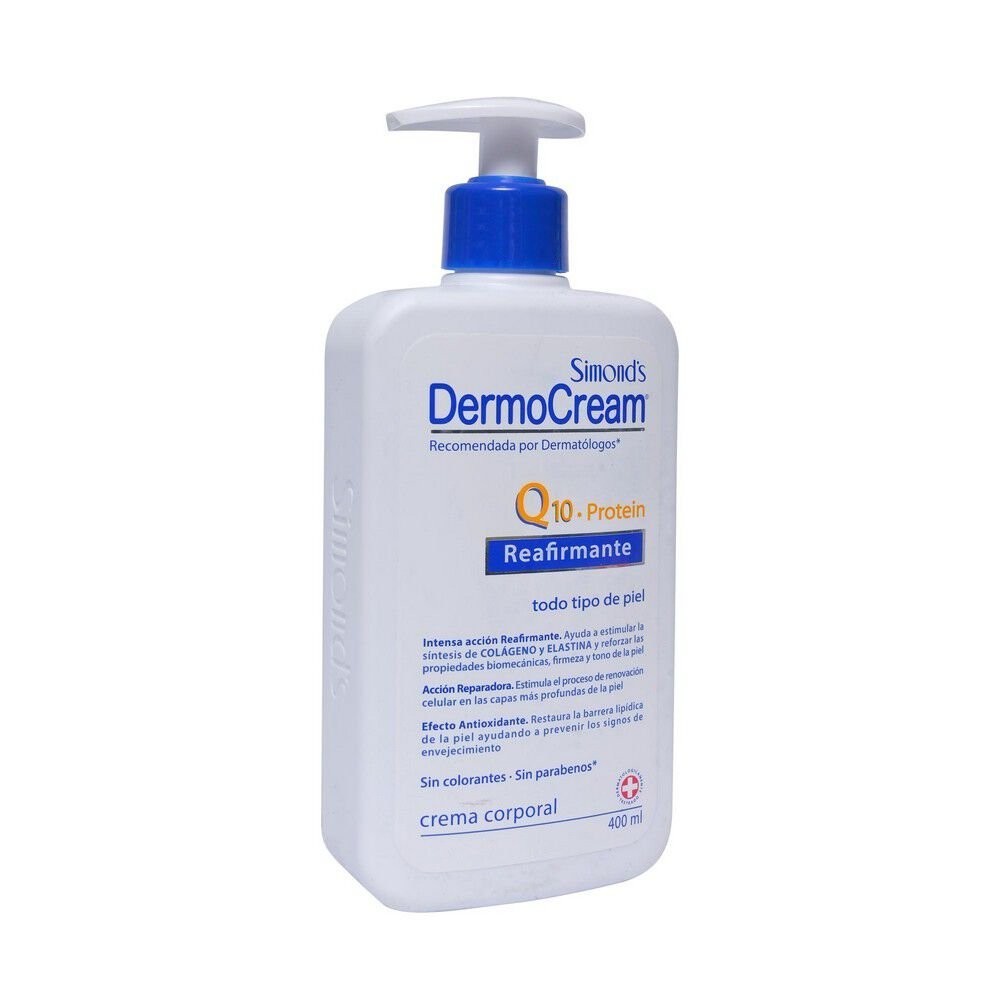 Simond's
DermoCream®
Recomendada por Dermatólogos*
Q10 · Protein
Reafirmante
todo tipo de piel
Intensa acción Reafirmante. Ayuda a estimular la
síntesis de COLÁGENO y ELASTINA y reforzar las
propiedades biomecánicas, firmeza y tono de la piel
Acción Reparadora. Estimula el proceso de renovación
celular en las capas más profundas de la piel
Efecto Antioxidante. Restaura la barrera lipídica
de la piel ayudando a prevenir los signos de
envejecimiento
Sin colorantes · Sin parabenos*
DERMATOLOGICAMENTE
TESTEADO
crema corporal
400 ml
Simond's